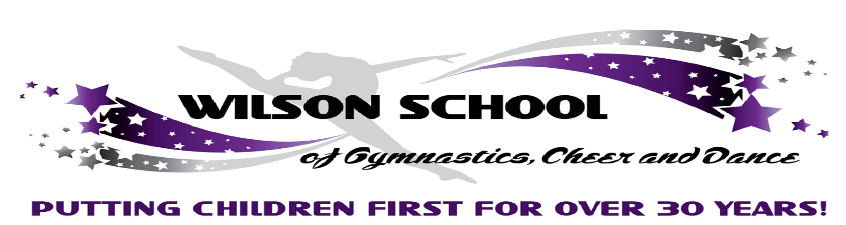 WILSON SCHOOL
of Gymnastics, Cheer and Dance
PUTTING CHILDREN FIRST FOR OVER 30 YEARS!